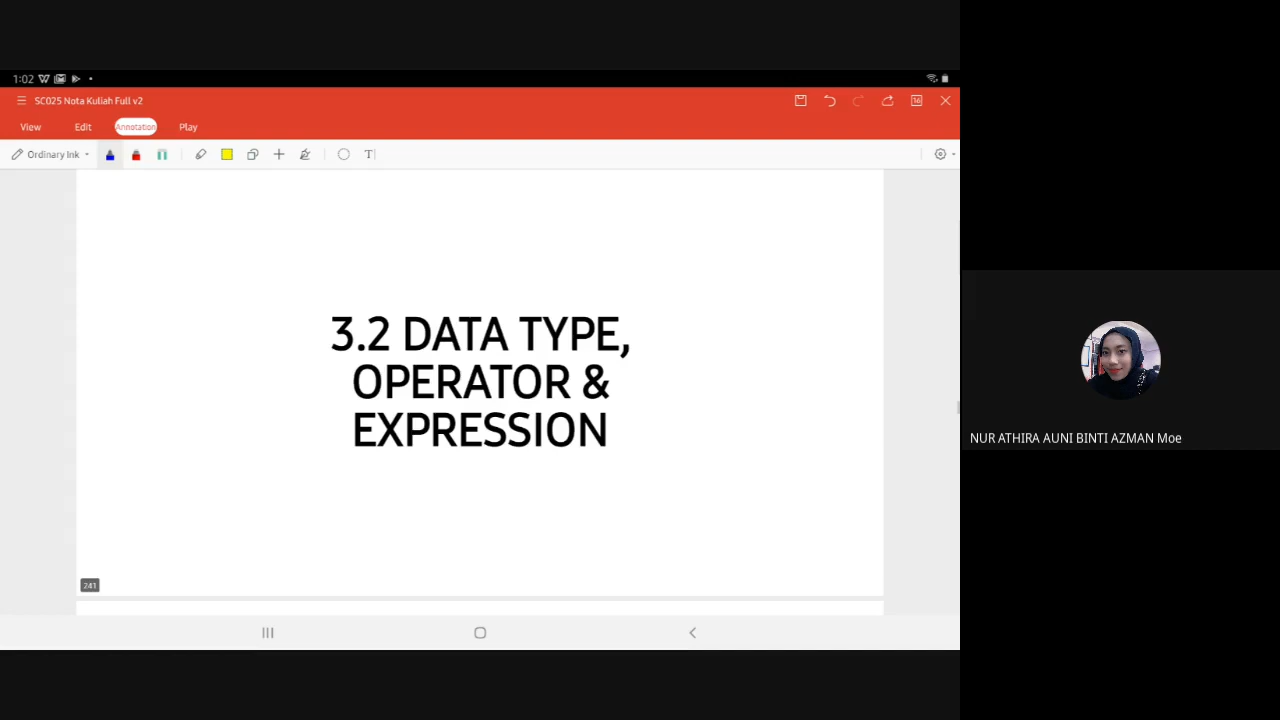 1:02
SC025 Nota Kuliah Full v2
View Edit Annotation Play
Ordinary Ink
T
3.2 DATA TYPE,
OPERATOR &
EXPRESSION
241
16
NUR ATHIRA AUNI BINTI AZMAN Moe